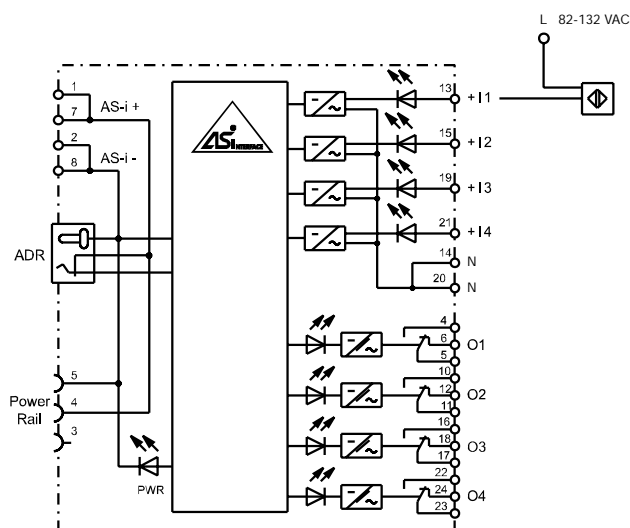 L 82-132 VAC
1
AS-i +
7
2
AS-i -
8
ADR
5
Power
Rail
4
3
PWR
ASi
INTERFACE
13 +I1
15 +I2
19 +I3
21 +I4
14 N
20 N
4
6 O1
5
10
12 O2
11
16
18 O3
17
22
24 O4
23